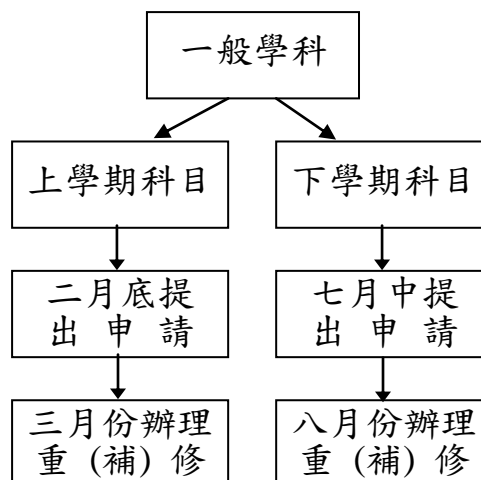 一般學科
上學期科目
下學期科目
二月底提
出申請
七月中提
出申請
三月份辦理
重(補)修
八月份辦理
重(補)修